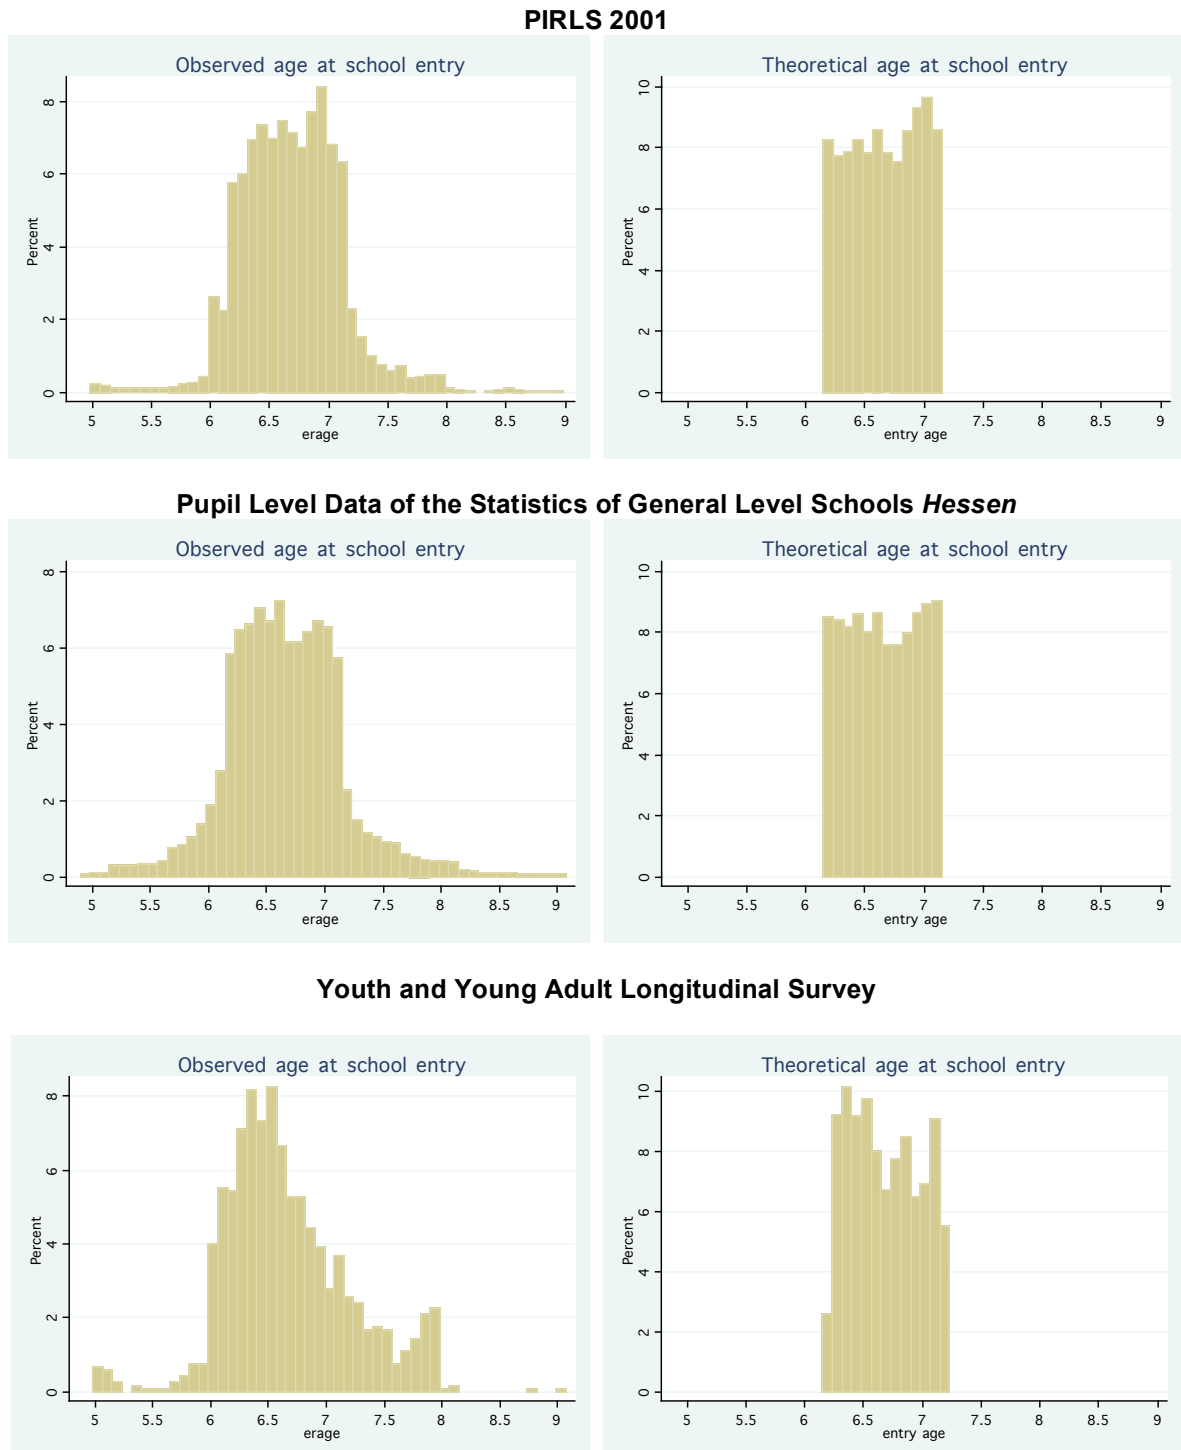 PIRLS 2001
Observed age at school entry
Percent
0 2 4 6 8
5 5.5 6 6.5 7 7.5 8 8.5 9
erage
Theoretical age at school entry
Percent
0 2 4 6 8 10
5 5.5 6 6.5 7 7.5 8 8.5 9
entry age
Pupil Level Data of the Statistics of General Level Schools Hessen
Observed age at school entry
Percent
0 2 4 6 8
5 5.5 6 6.5 7 7.5 8 8.5 9
erage
Theoretical age at school entry
Percent
0 2 4 6 8 10
5 5.5 6 6.5 7 7.5 8 8.5 9
entry age
Youth and Young Adult Longitudinal Survey
Observed age at school entry
Percent
0 2 4 6 8
5 5.5 6 6.5 7 7.5 8 8.5 9
erage
Theoretical age at school entry
Percent
0 2 4 6 8 10
5 5.5 6 6.5 7 7.5 8 8.5 9
entry age